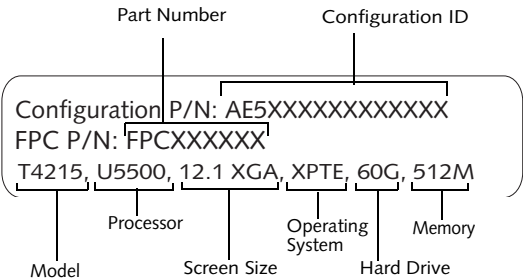 Part Number
Configuration ID
Configuration P/N: AE5XXXXXXXXXXXX
FPC P/N: FPCXXXXXX
T4215, U5500, 12.1 XGA, XPTE, 60G, 512M
Processor
Operating
System
Memory
Model
Screen Size
Hard Drive